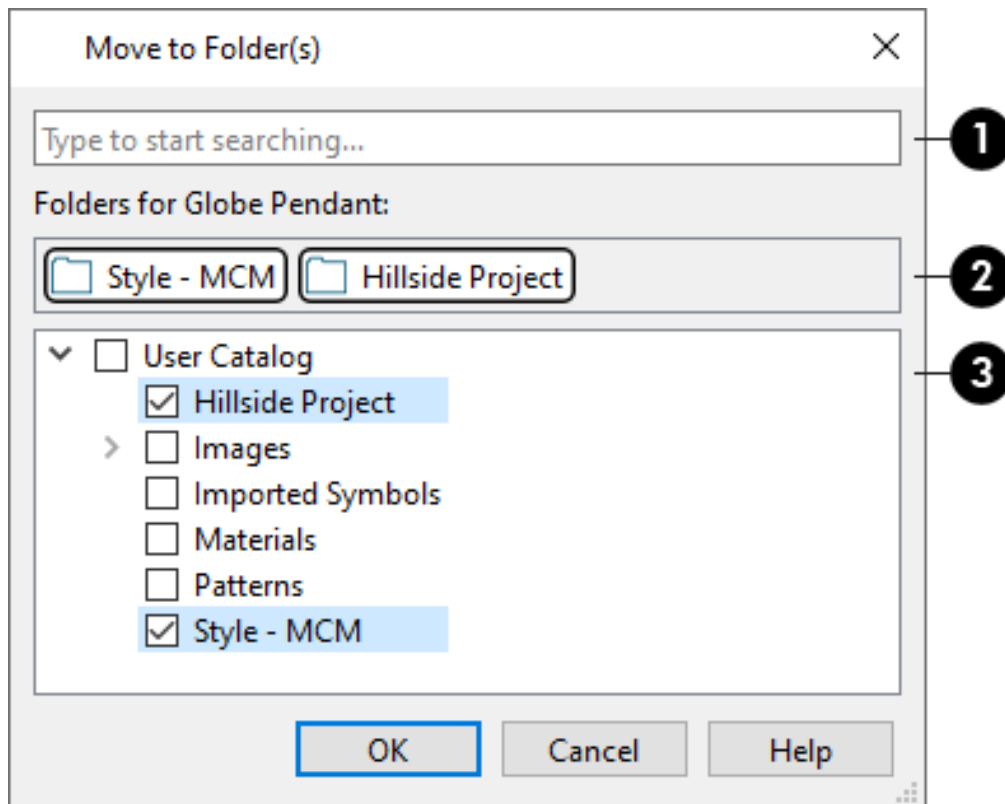 Move to Folder(s)
Type to start searching...
1
Folders for Globe Pendant:
Style - MCM Hillside Project
2
User Catalog
3
Hillside Project
Images
Imported Symbols
Materials
Patterns
Style - MCM
OK Cancel Help